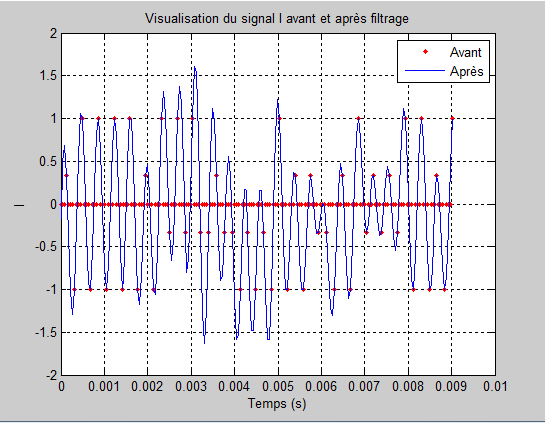 Visualisation du signal I avant et après filtrage
Avant
Après
2
1.5
1
0.5
0
-0.5
-1
-1.5
-2
I
0 0.001 0.002 0.003 0.004 0.005 0.006 0.007 0.008 0.009 0.01
Temps (s)